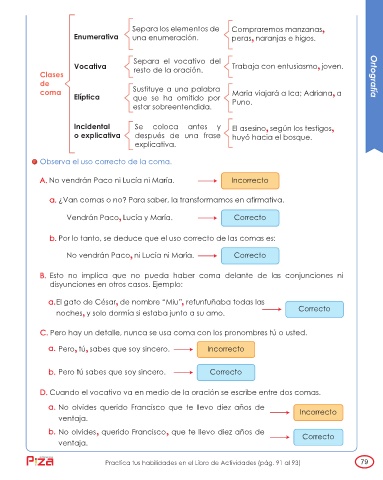 Separa los elementos de
una enumeración.
Enumerativa
Compraremos manzanas,
peras, naranjas e higos.
Vocativa
Separa el vocativo del
resto de la oración.
Trabaja con entusiasmo, joven.
Clases
de
coma
Elíptica
Sustituye a una palabra
que se ha omitido por
estar sobreentendida.
María viajará a Ica; Adriana, a
Puno.
Incidental
o explicativa
Se coloca antes y
después de una frase
explicativa.
El asesino, según los testigos,
huyó hacia el bosque.
Ortografía
Observa el uso correcto de la coma.
A. No vendrán Paco ni Lucía ni María. Incorrecto
a. ¿Van comas o no? Para saber, la transformamos en afirmativa.
Vendrán Paco, Lucía y María. Correcto
b. Por lo tanto, se deduce que el uso correcto de las comas es:
No vendrán Paco, ni Lucía ni María. Correcto
B. Esto no implica que no pueda haber coma delante de las conjunciones ni
disyunciones en otros casos. Ejemplo:
a. El gato de César, de nombre “Miu”, refunfuñaba todas las
noches, y solo dormía si estaba junto a su amo. Correcto
C. Pero hay un detalle, nunca se usa coma con los pronombres tú o usted.
a. Pero, tú, sabes que soy sincero. Incorrecto
b. Pero tú sabes que soy sincero. Correcto
D. Cuando el vocativo va en medio de la oración se escribe entre dos comas.
a. No olvides querido Francisco que te llevo diez años de
ventaja. Incorrecto
b. No olvides, querido Francisco, que te llevo diez años de
ventaja. Correcto
Practica tus habilidades en el Libro de Actividades (pág. 91 al 93)
79